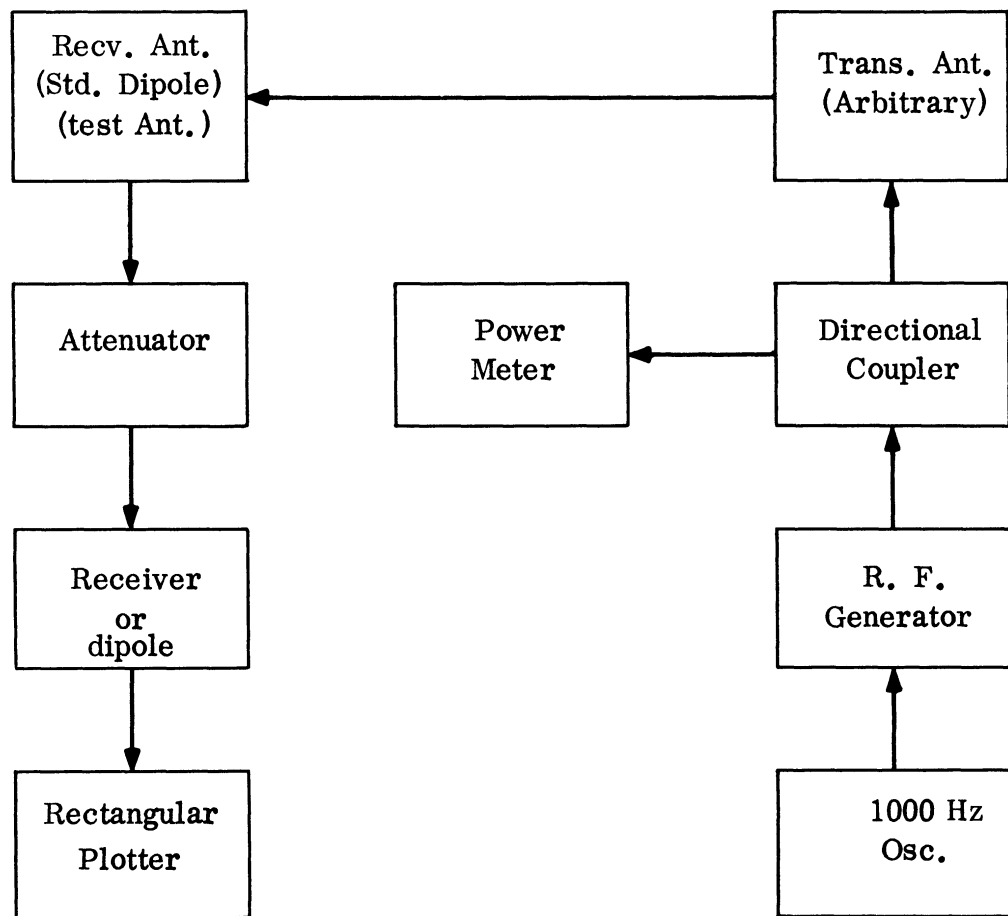 Recv. Ant.
(Std. Dipole)
(test Ant.)
Trans. Ant.
(Arbitrary)
Attenuator
Power
Meter
Directional
Coupler
Receiver
or
dipole
R. F.
Generator
Rectangular
Plotter
1000 Hz
Osc.